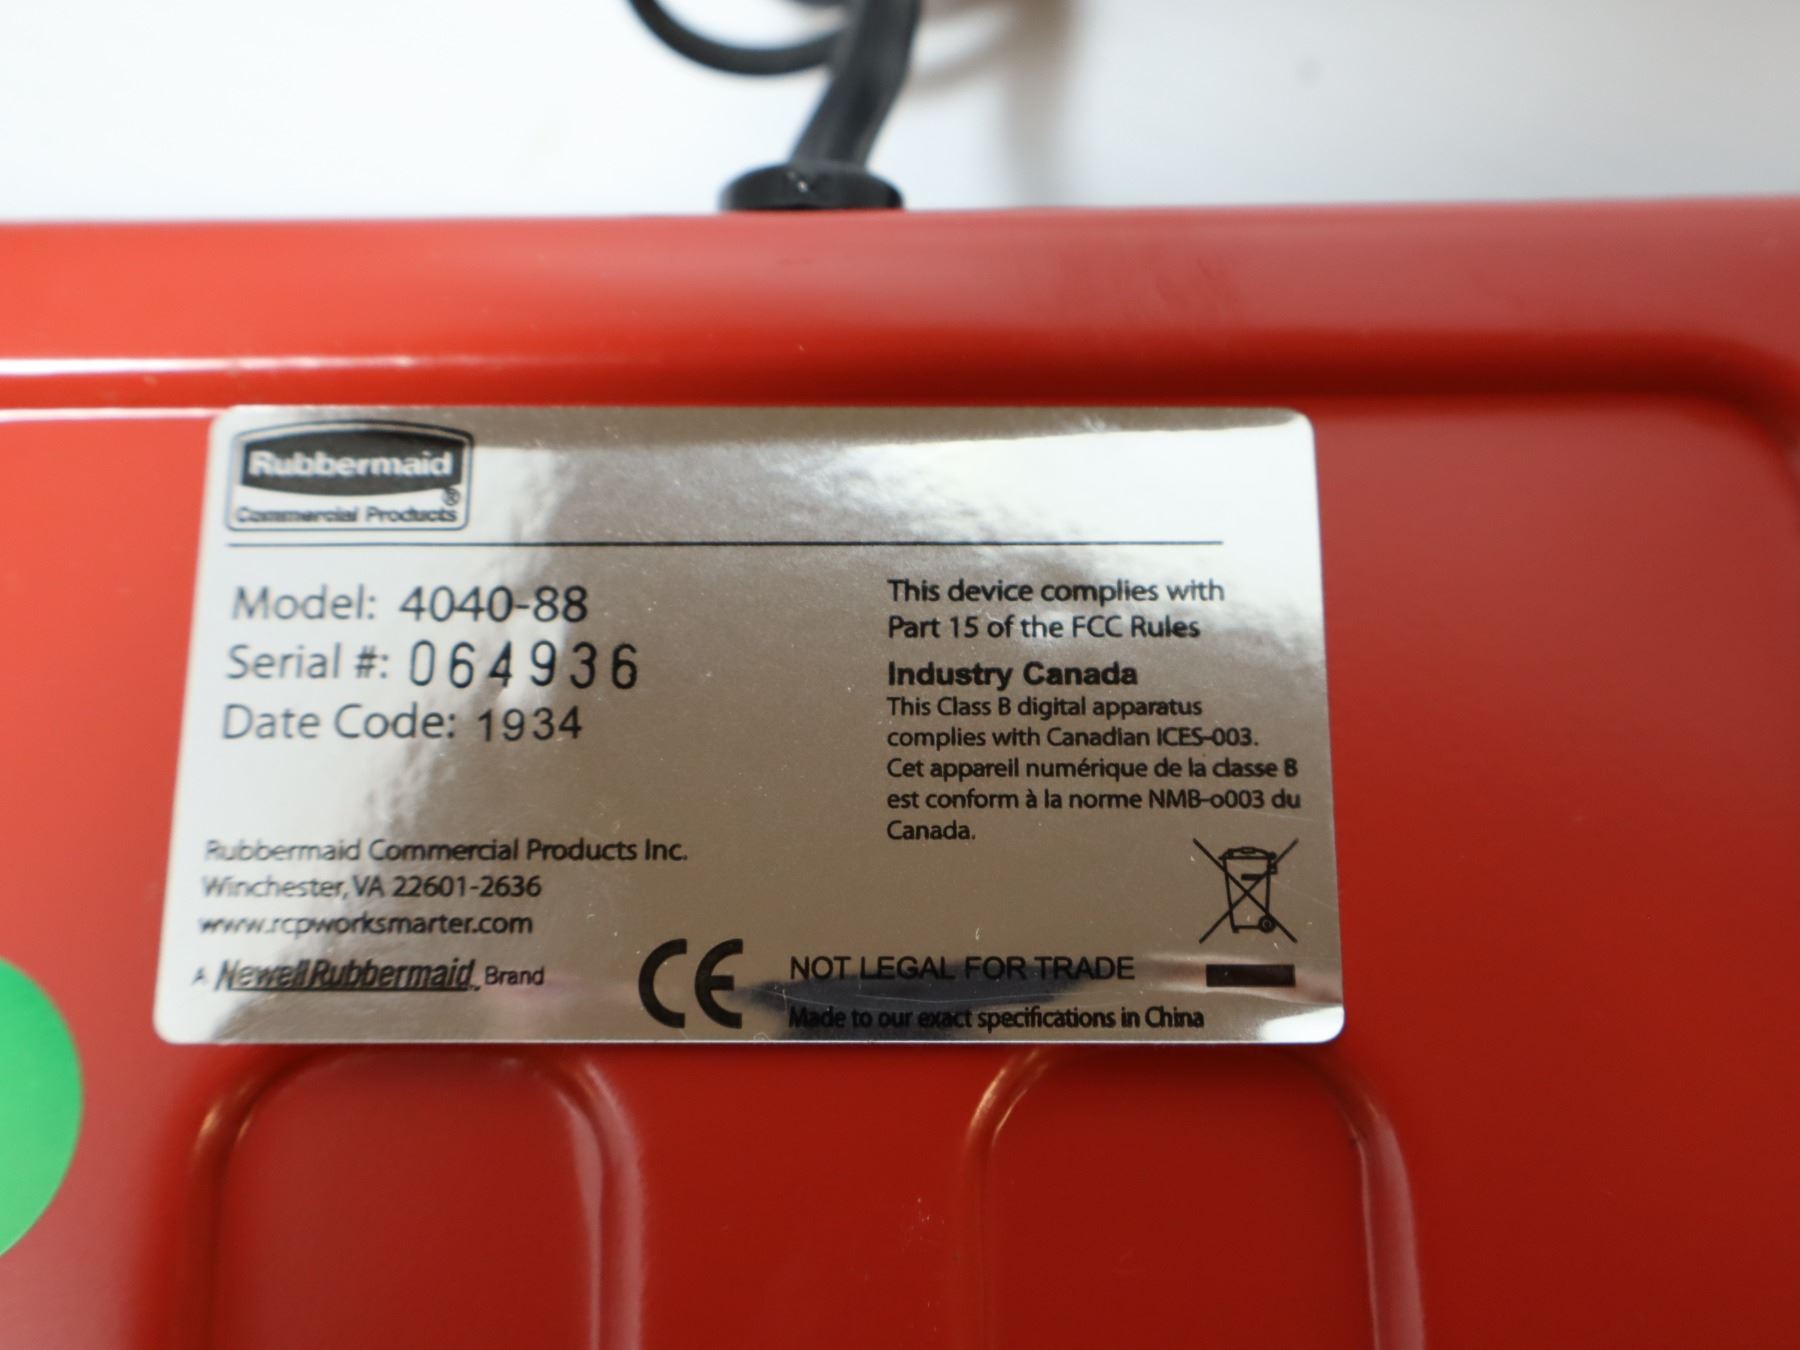 Rubbermaid®
Commercial Products
Model: 4040-88
Serial #: 064936
Date Code: 1934
Rubbermaid Commercial Products Inc.
Winchester, VA 22601-2636
www.rcpworksmarter.com
A Newell Rubbermaid™ Brand
This device complies with
Part 15 of the FCC Rules
Industry Canada
This Class B digital apparatus
complies with Canadian ICES-003.
Cet appareil numérique de la classe B
est conform à la norme NMB-o003 du
Canada.
CE
NOT LEGAL FOR TRADE
Made to our exact specifications in China